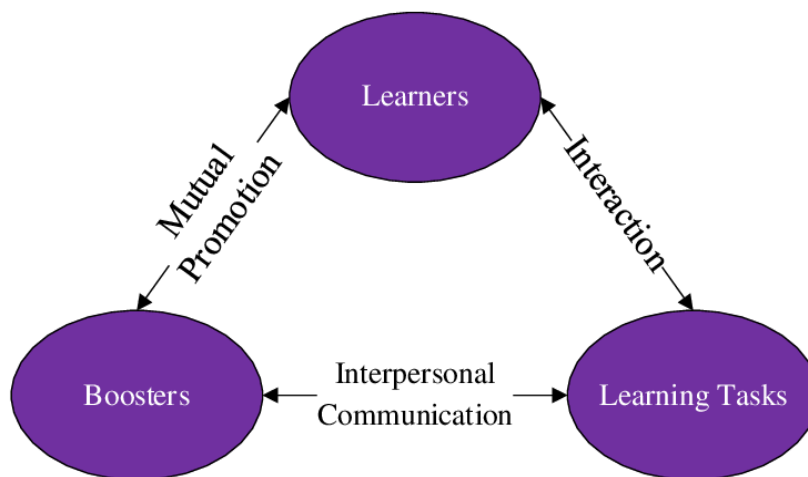 Learners
Mutual
Promotion
Interaction
Boosters
Interpersonal
Communication
Learning Tasks